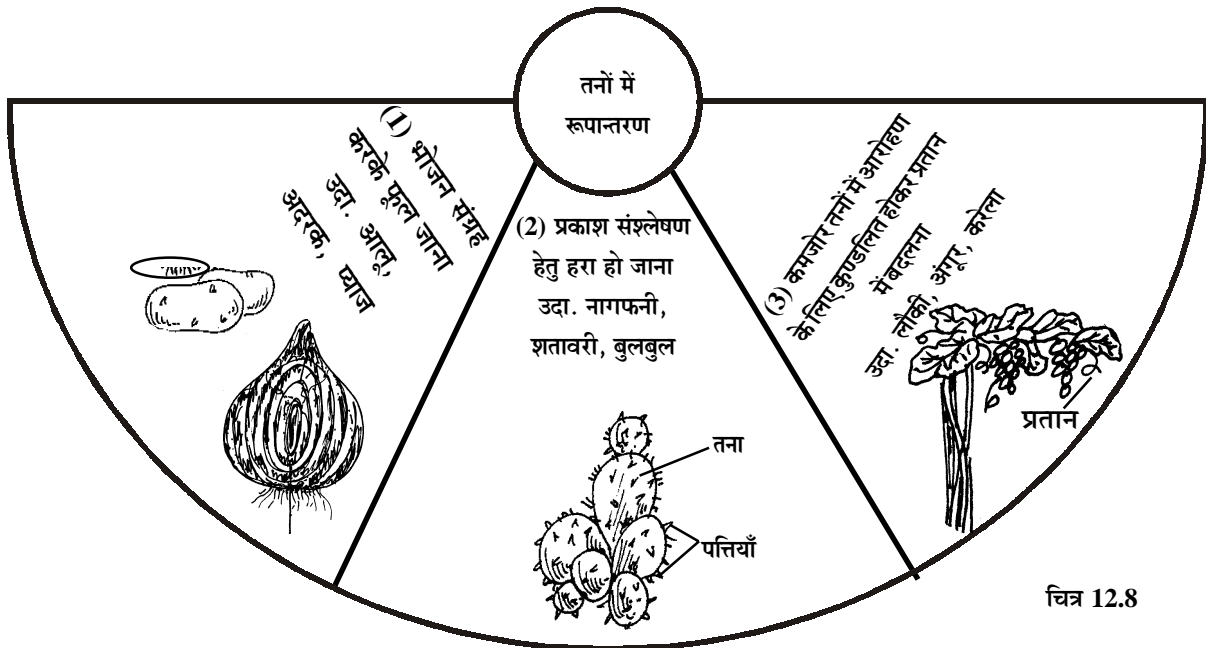 तनों में
रूपान्तरण
(1) भोजन संग्रह
करके फूल जाना
उदा. आलू,
अदरक, प्याज
(2) प्रकाश संश्लेषण
हेतु हरा हो जाना
उदा. नागफनी,
शतावरी, बुलबुल
तना
पत्तियाँ
(3) कमजोर तनों में आरोहण
के लिए कुण्डलित होकर प्रतान
में बदलना
उदा. लौकी, अंगूर, करेला
प्रतान
चित्र 12.8